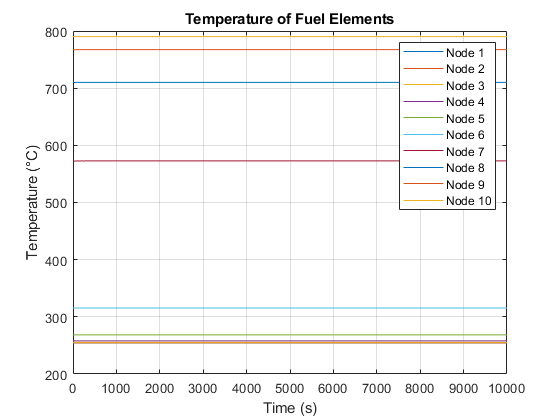 Temperature of Fuel Elements
800
700
600
500
400
300
200
Temperature (°C)
Node 1
Node 2
Node 3
Node 4
Node 5
Node 6
Node 7
Node 8
Node 9
Node 10
0 1000 2000 3000 4000 5000 6000 7000 8000 9000 10000
Time (s)